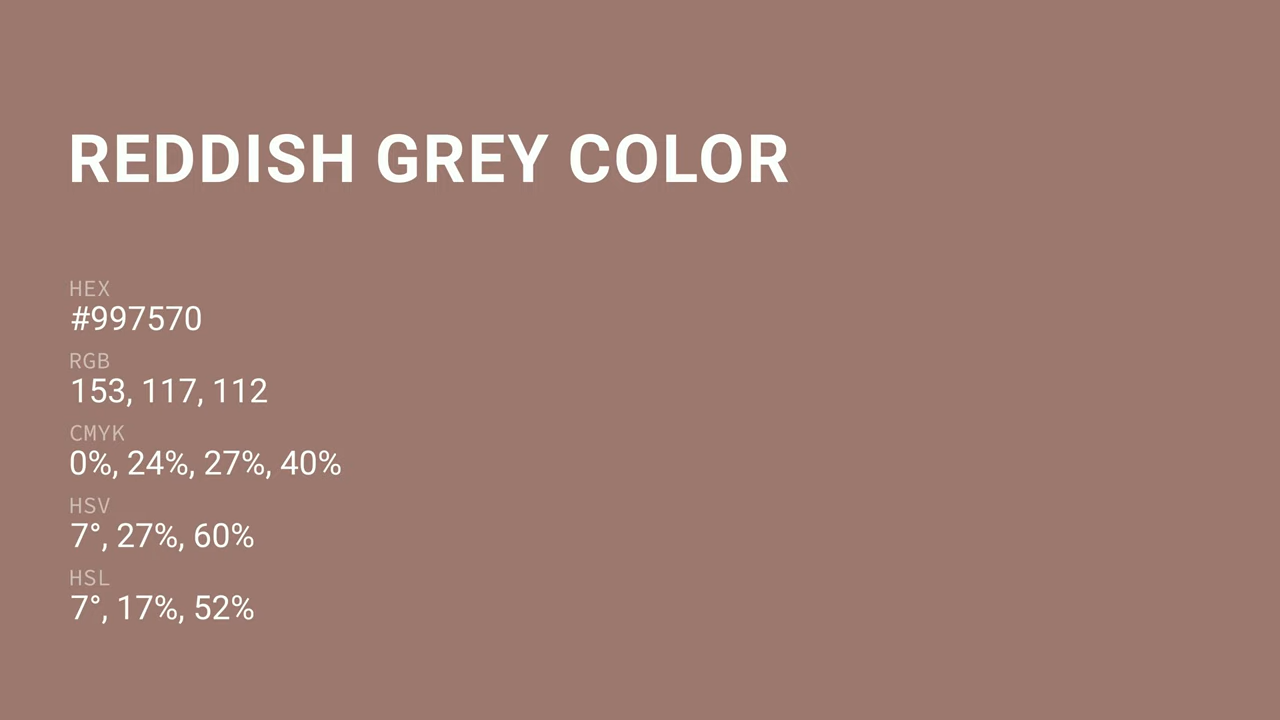 REDDISH GREY COLOR
HEX
#997570
RGB
153, 117, 112
CMYK
0%, 24%, 27%, 40%
HSV
7°, 27%, 60%
HSL
7°, 17%, 52%